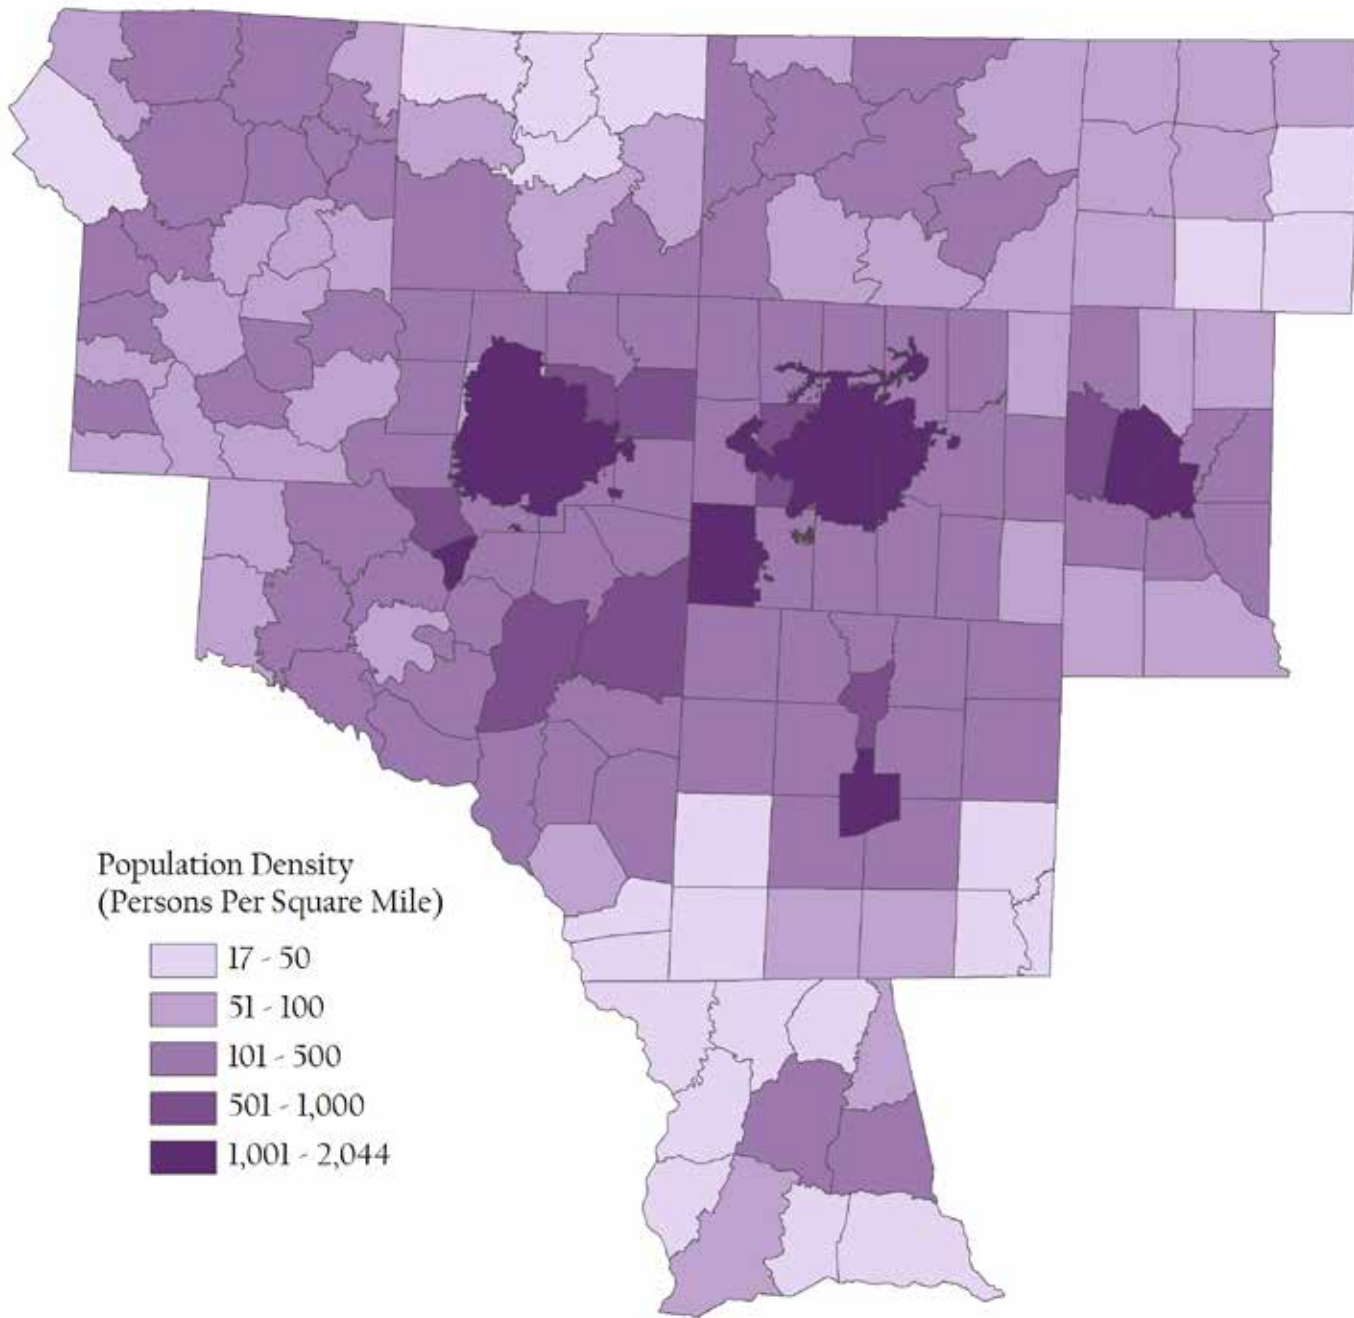 Population Density
(Persons Per Square Mile)
17 - 50
51 - 100
101 - 500
501 - 1,000
1,001 - 2,044